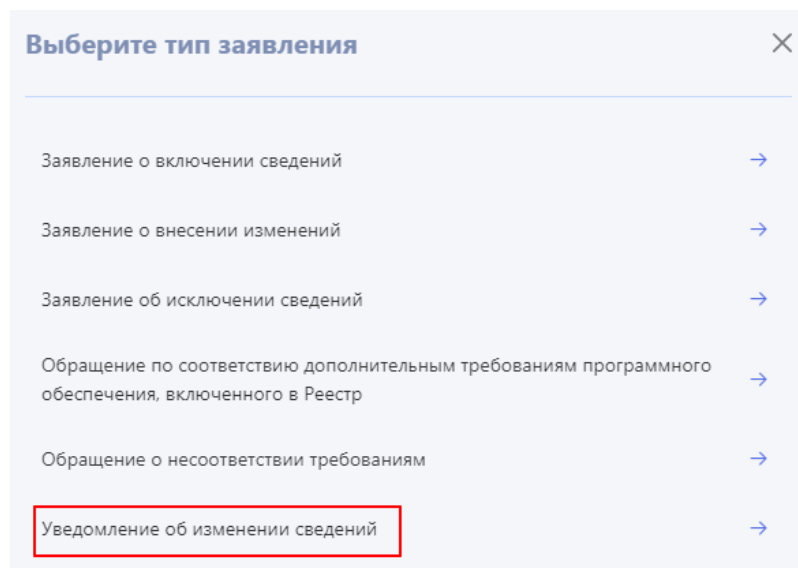 Выберите тип заявления
Заявление о включении сведений
Заявление о внесении изменений
Заявление об исключении сведений
Обращение по соответствию дополнительным требованиям программного
обеспечения, включенного в Реестр
Обращение о несоответствии требованиям
Уведомление об изменении сведений